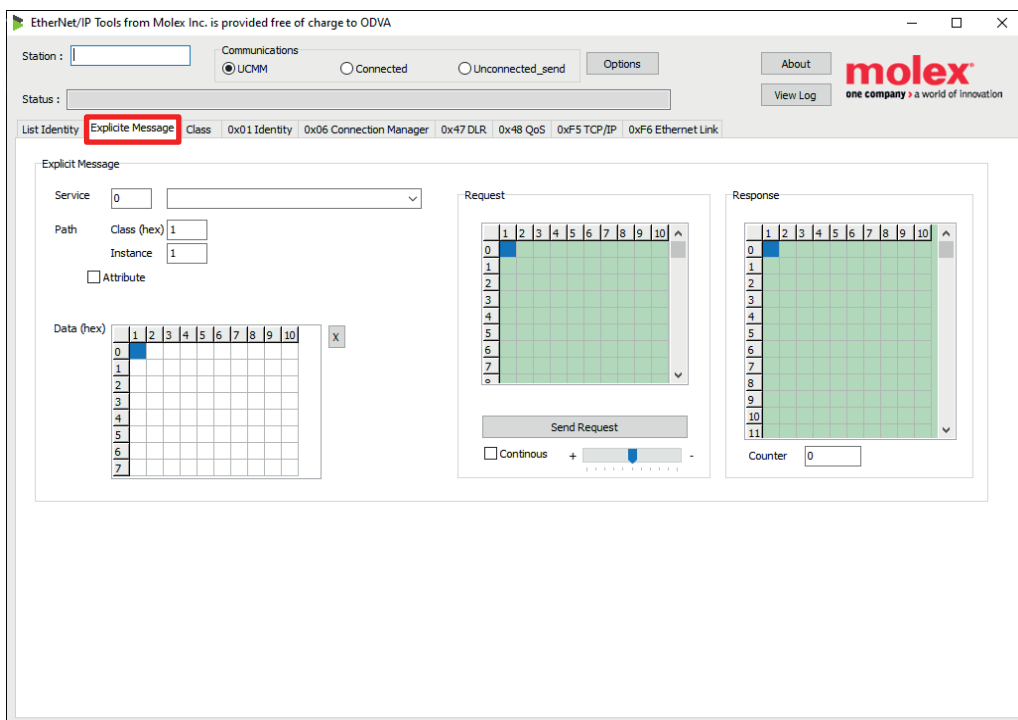 EtherNet/IP Tools from Molex Inc. is provided free of charge to ODVA
Station :
Communications
UCMM Connected Unconnected_send
Options
About
molex
one company > a world of innovation
Status :
View Log
List Identity Explicite Message Class 0x01 Identity 0x06 Connection Manager 0x47 DLR 0x48 QoS 0xF5 TCP/IP 0xF6 Ethernet Link
Explicit Message
Service 0
Path Class (hex) 1
Instance 1
Attribute
Data (hex)
1 2 3 4 5 6 7 8 9 10
0
1
2
3
4
5
6
7
X
Request
1 2 3 4 5 6 7 8 9 10
0
1
2
3
4
5
6
7
Send Request
Continous + -
Response
1 2 3 4 5 6 7 8 9 10
0
1
2
3
4
5
6
7
8
9
10
11
Counter 0